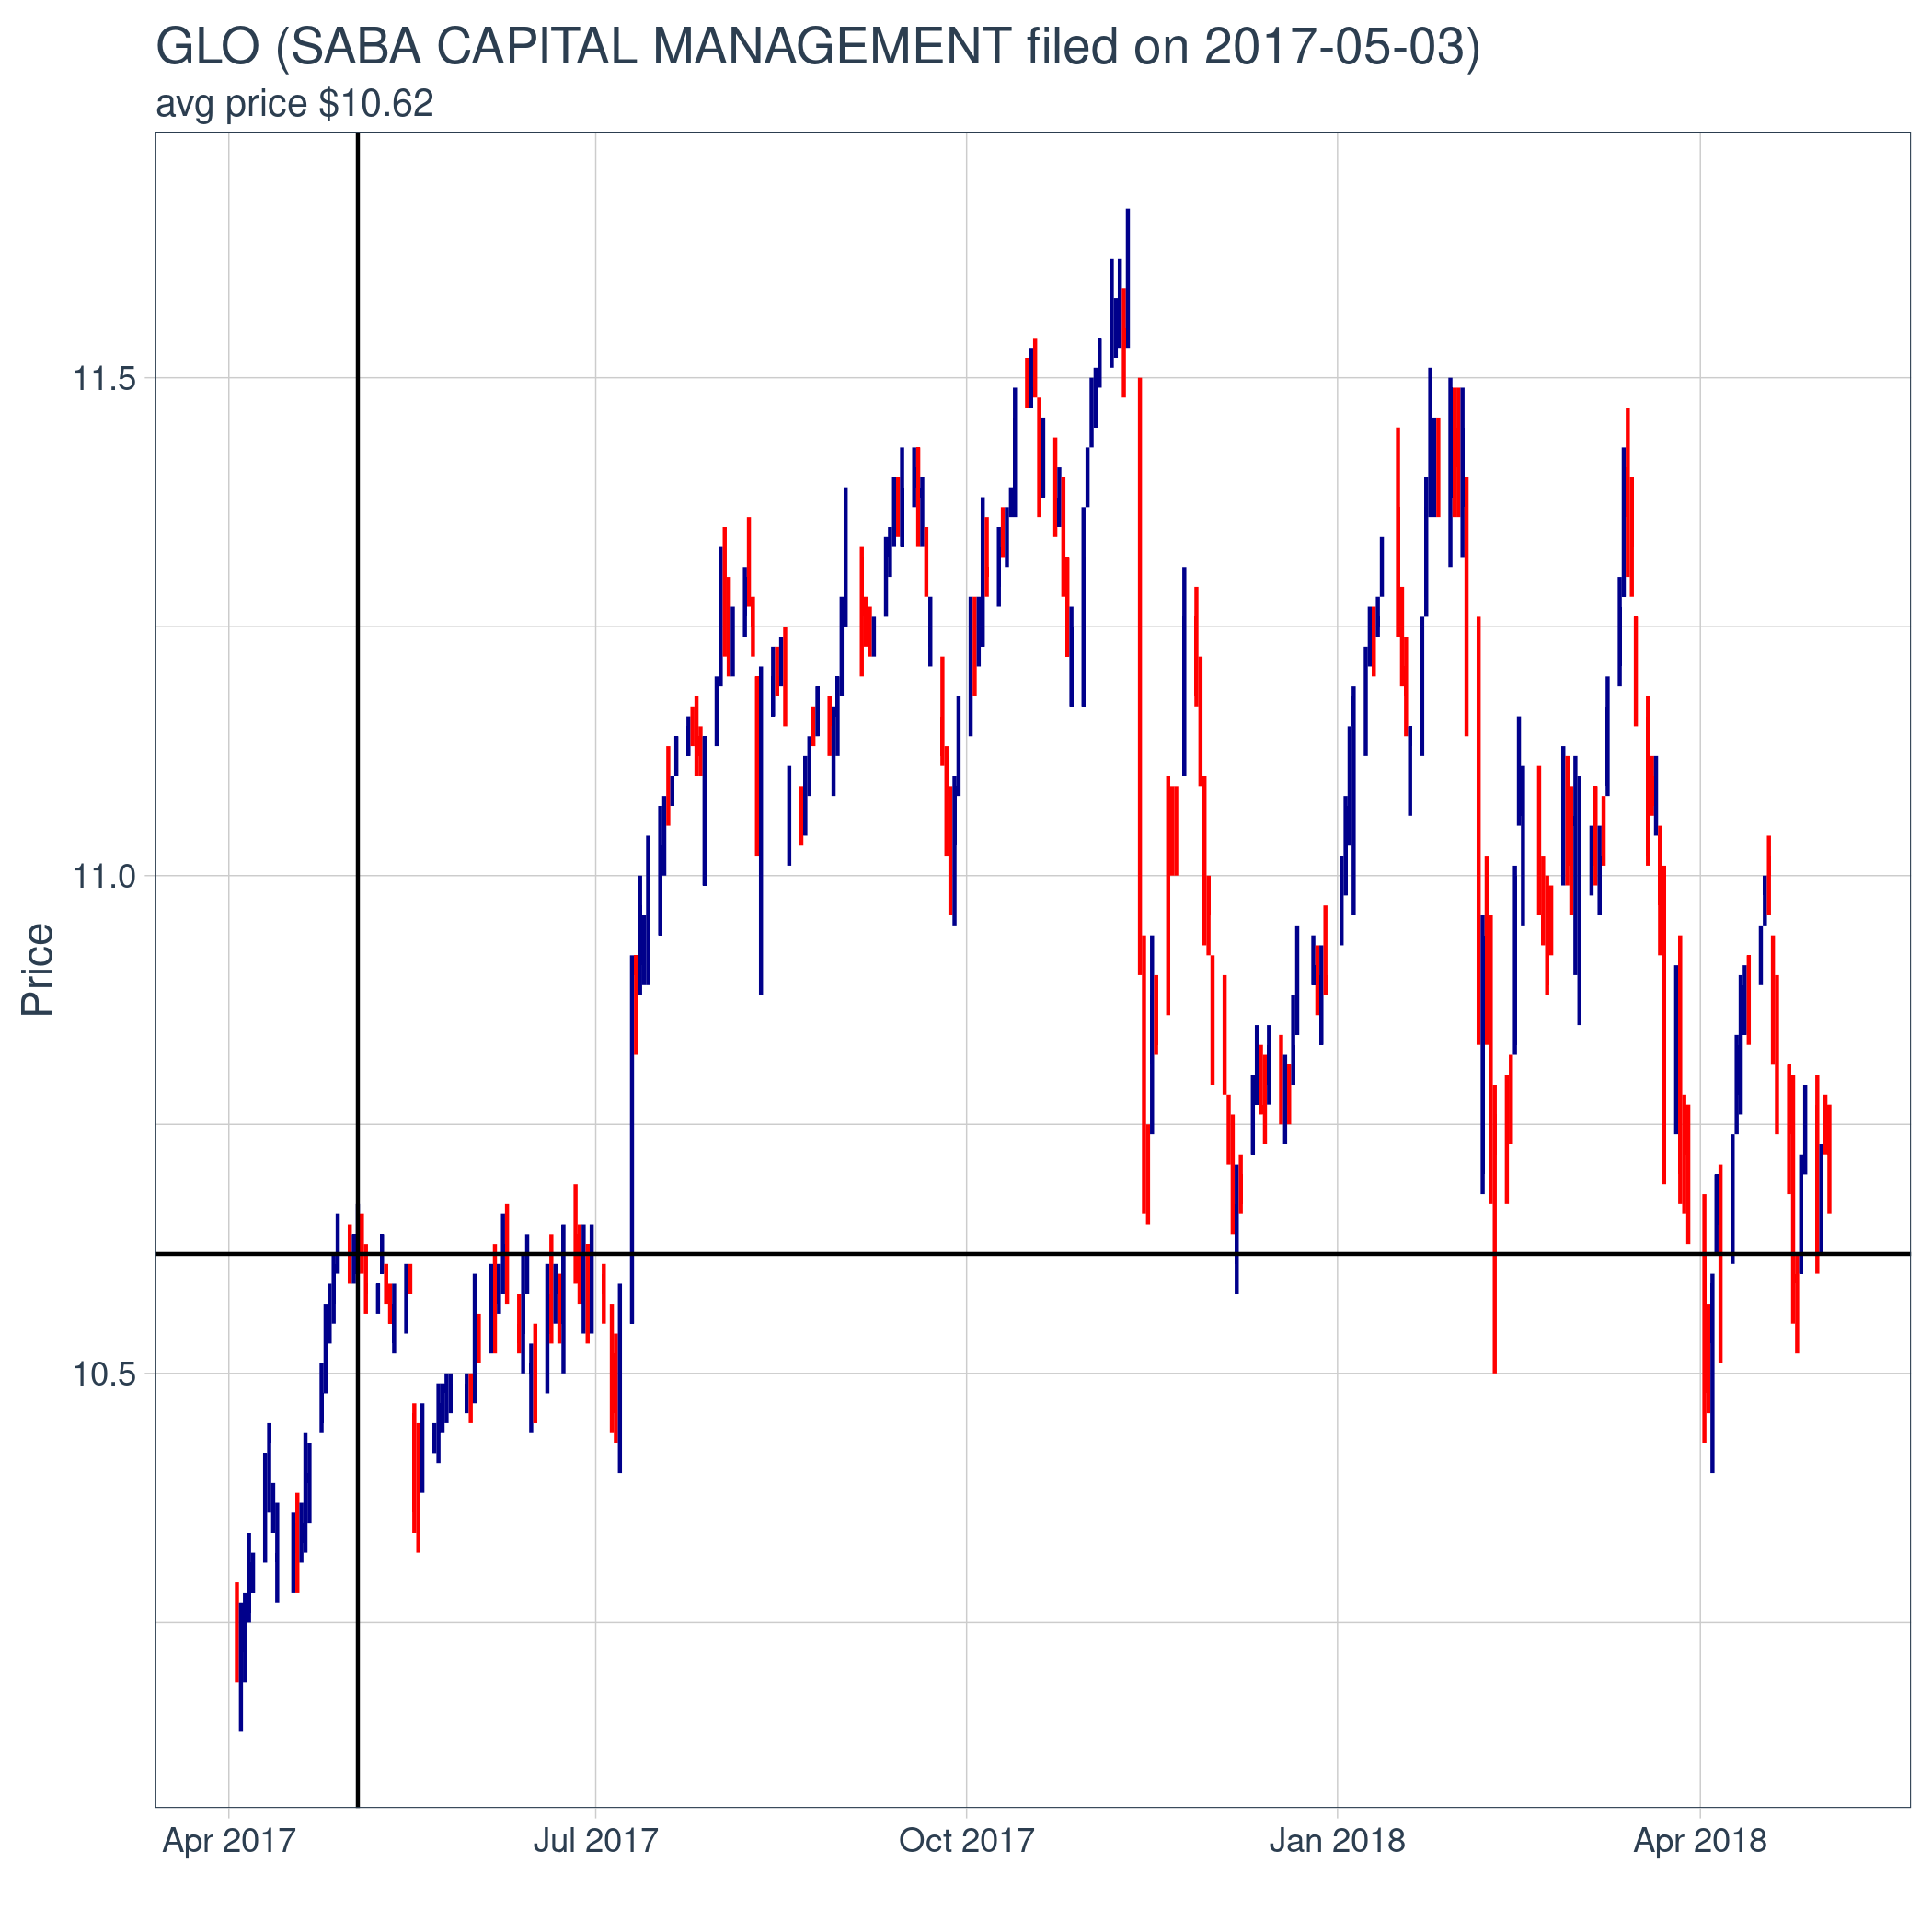 GLO (SABA CAPITAL MANAGEMENT filed on 2017-05-03)
avg price $10.62
11.5
11.0
10.5
Price
Apr 2017
Jul 2017
Oct 2017
Jan 2018
Apr 2018